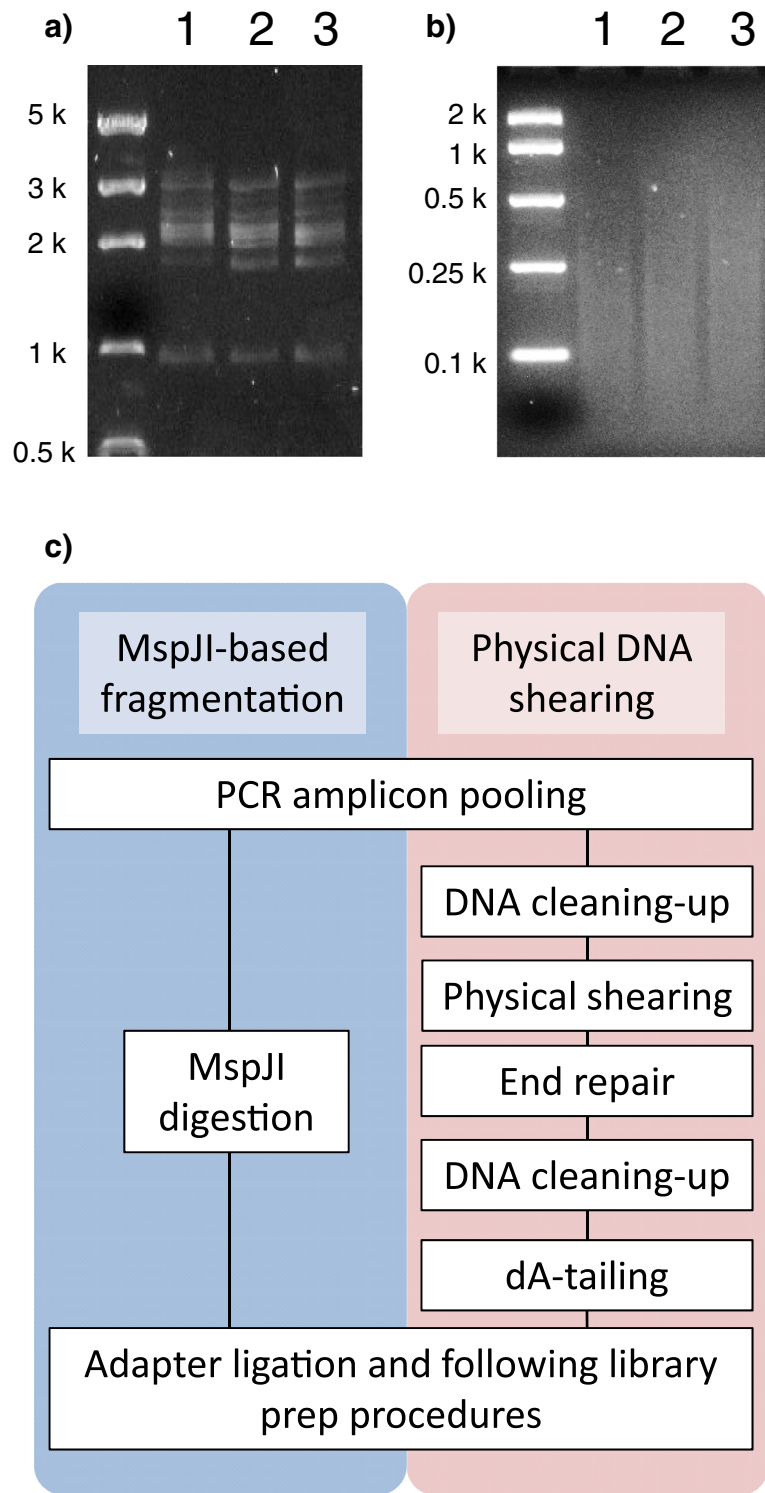 a)
1 2 3
5 k
3 k
2 k
1 k
0.5 k
b)
1 2 3
2 k
1 k
0.5 k
0.25 k
0.1 k
c)
MspJI-based
fragmentation
Physical DNA
shearing
PCR amplicon pooling
MspJI
digestion
DNA cleaning-up
Physical shearing
End repair
DNA cleaning-up
dA-tailing
Adapter ligation and following library
prep procedures